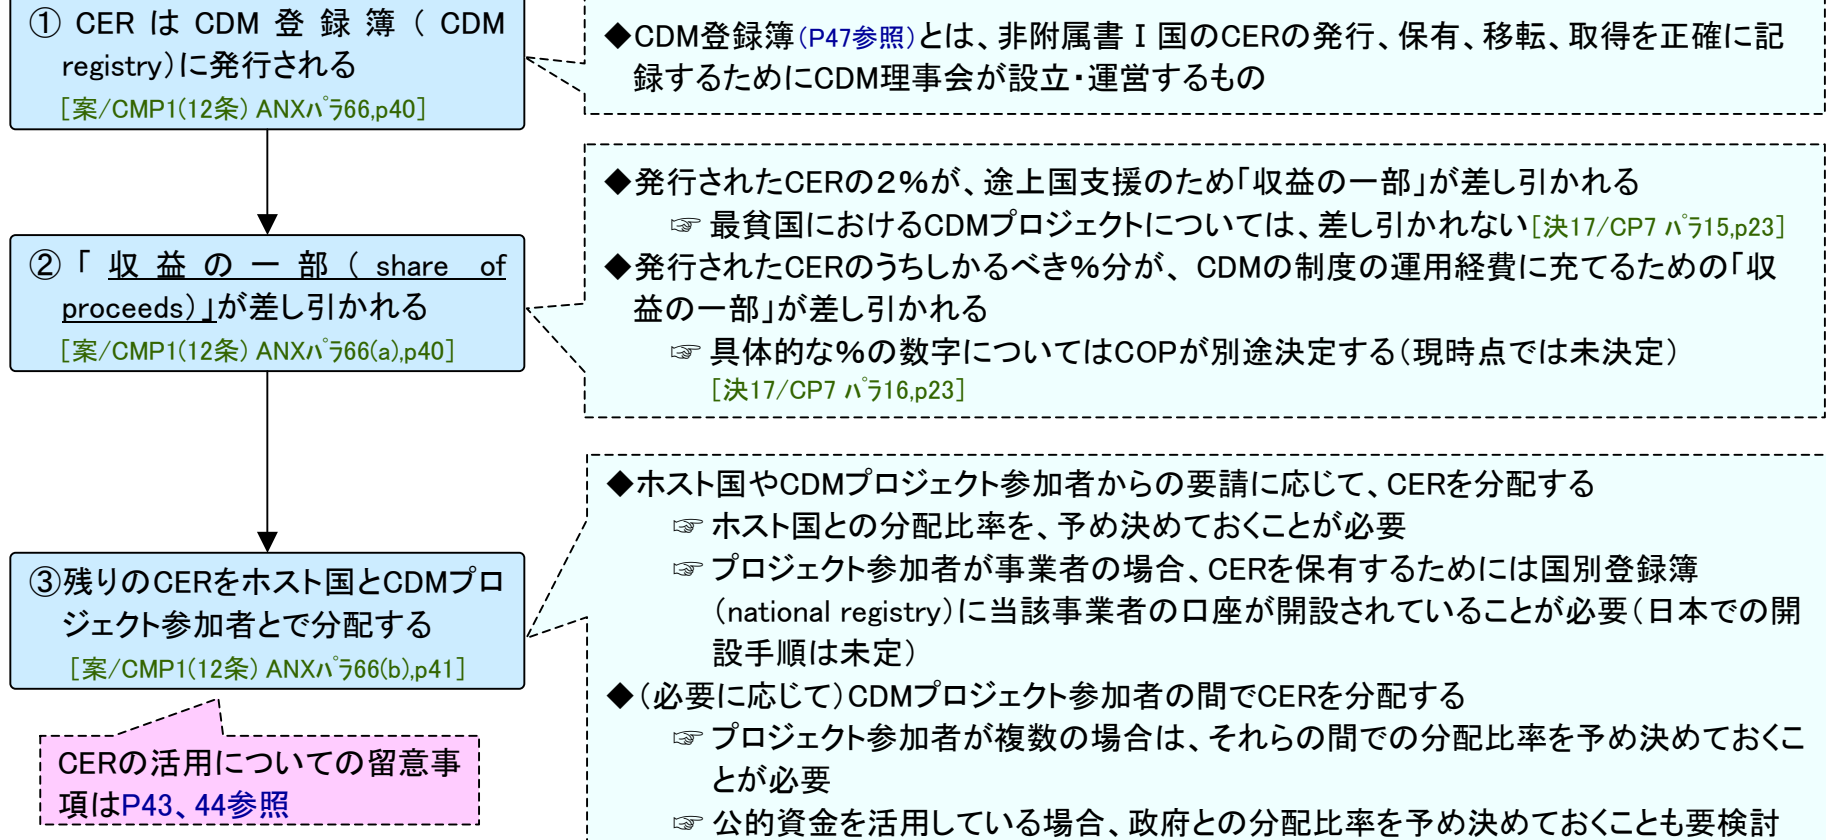 ① CER は CDM 登 録 簿 ( CDM
registry)に発行される
[案/CMP1(12条) ANXﾊﾟﾗ66,p40]
◆CDM登録簿(P47参照)とは、非附属書Ⅰ国のCERの発行、保有、移転、取得を正確に記
録するためにCDM理事会が設立・運営するもの
②「 収 益 の 一 部 ( share of
proceeds)」が差し引かれる
[案/CMP1(12条) ANXﾊﾟﾗ66(a),p40]
◆発行されたCERの2%が、途上国支援のため「収益の一部」が差し引かれる
☞ 最貧国におけるCDMプロジェクトについては、差し引かれない[決17/CP7 ﾊﾟﾗ15,p23]
◆発行されたCERのうちしかるべき%分が、CDMの制度の運用経費に充てるための「収
益の一部」が差し引かれる
☞ 具体的な%の数字についてはCOPが別途決定する(現時点では未決定)
[決17/CP7 ﾊﾟﾗ16,p23]
③残りのCERをホスト国とCDMプロ
ジェクト参加者とで分配する
[案/CMP1(12条) ANXﾊﾟﾗ66(b),p41]
CERの活用についての留意事
項はP43、44参照
◆ホスト国やCDMプロジェクト参加者からの要請に応じて、CERを分配する
☞ ホスト国との分配比率を、予め決めておくことが必要
☞ プロジェクト参加者が事業者の場合、CERを保有するためには国別登録簿
(national registry)に当該事業者の口座が開設されていることが必要(日本での開
設手順は未定)
◆(必要に応じて)CDMプロジェクト参加者の間でCERを分配する
☞ プロジェクト参加者が複数の場合は、それらの間での分配比率を予め決めておくこ
とが必要
☞ 公的資金を活用している場合、政府との分配比率を予め決めておくことも要検討